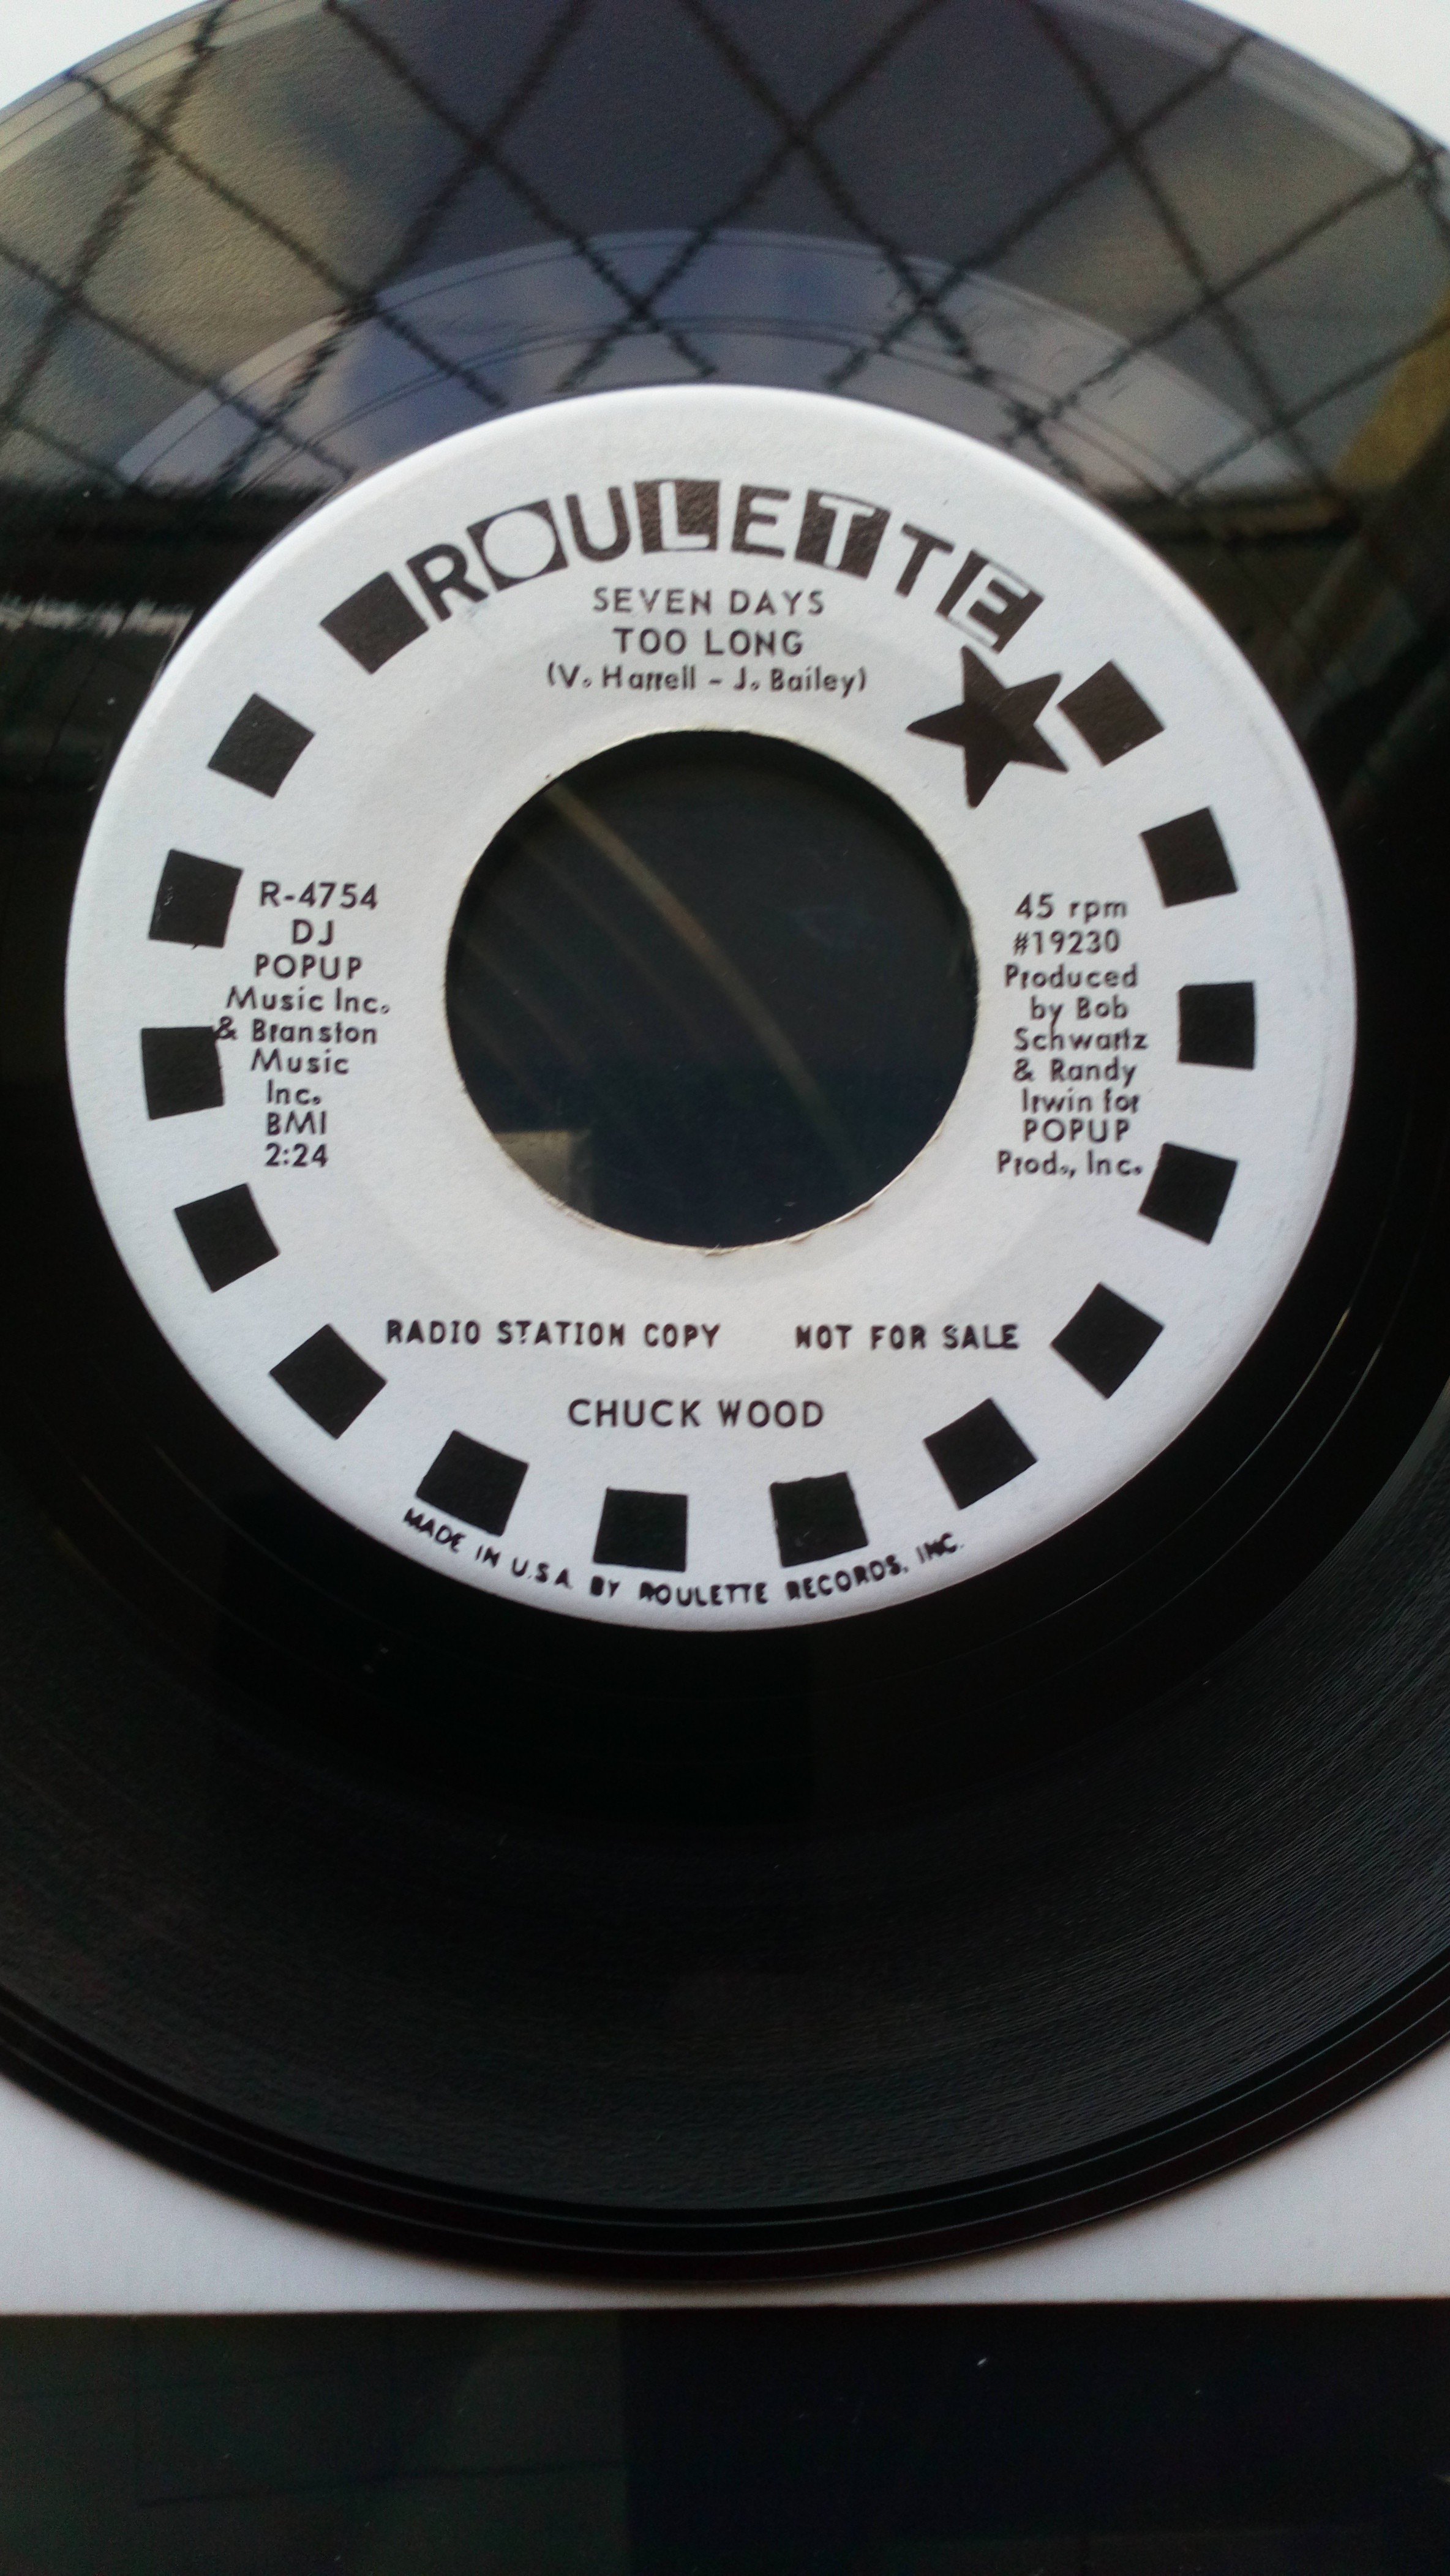 ROULETTE
SEVEN DAYS
TOO LONG
(V. Harrell - J. Bailey)
R-4754
DJ
POPUP
Music Inc.
& Branston
Music
Inc.
BMI
2:24
45 rpm
#19230
Produced
by Bob
Schwartz
& Randy
Irwin for
POPUP
Prod., Inc.
RADIO STATION COPY NOT FOR SALE
CHUCK WOOD
MADE IN U.S.A. BY ROULETTE RECORDS, INC.